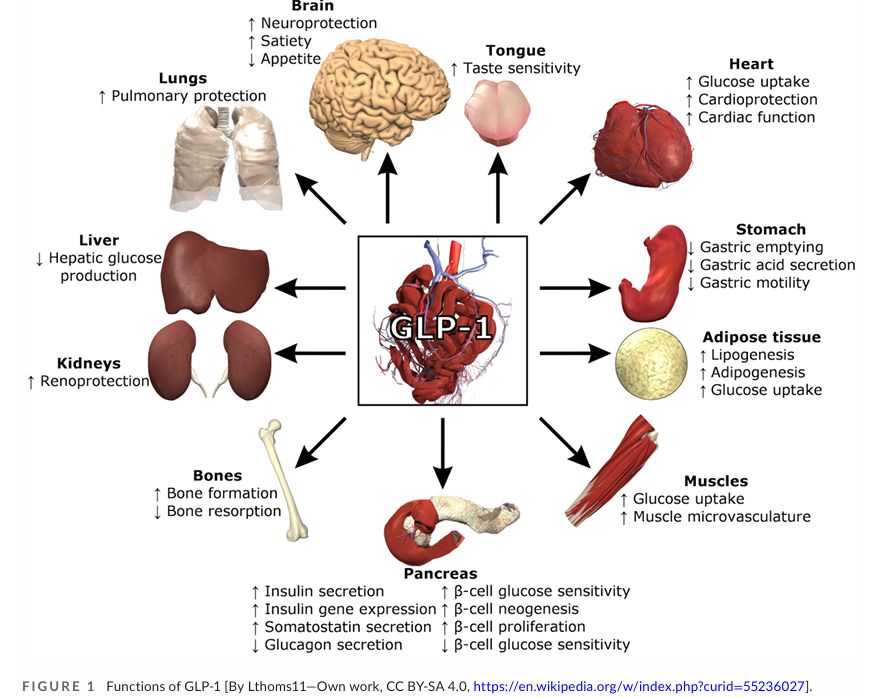 Brain
↑ Neuroprotection
↑ Satiety
↓ Appetite
Tongue
↑ Taste sensitivity
Heart
↑ Glucose uptake
↑ Cardioprotection
↑ Cardiac function
Lungs
↑ Pulmonary protection
Liver
↓ Hepatic glucose
production
Stomach
↓ Gastric emptying
↓ Gastric acid secretion
↓ Gastric motility
GLP-1
Kidneys
↑ Renoprotection
Adipose tissue
↑ Lipogenesis
↑ Adipogenesis
↑ Glucose uptake
Bones
↑ Bone formation
↓ Bone resorption
Muscles
↑ Glucose uptake
↑ Muscle microvasculature
Pancreas
↑ Insulin secretion ↑ β-cell glucose sensitivity
↑ Insulin gene expression ↑ β-cell neogenesis
↑ Somatostatin secretion ↑ β-cell proliferation
↓ Glucagon secretion ↓ β-cell glucose sensitivity
FIGURE 1 Functions of GLP-1 [By Lthoms11—Own work, CC BY-SA 4.0, https://en.wikipedia.org/w/index.php?curid=55236027].